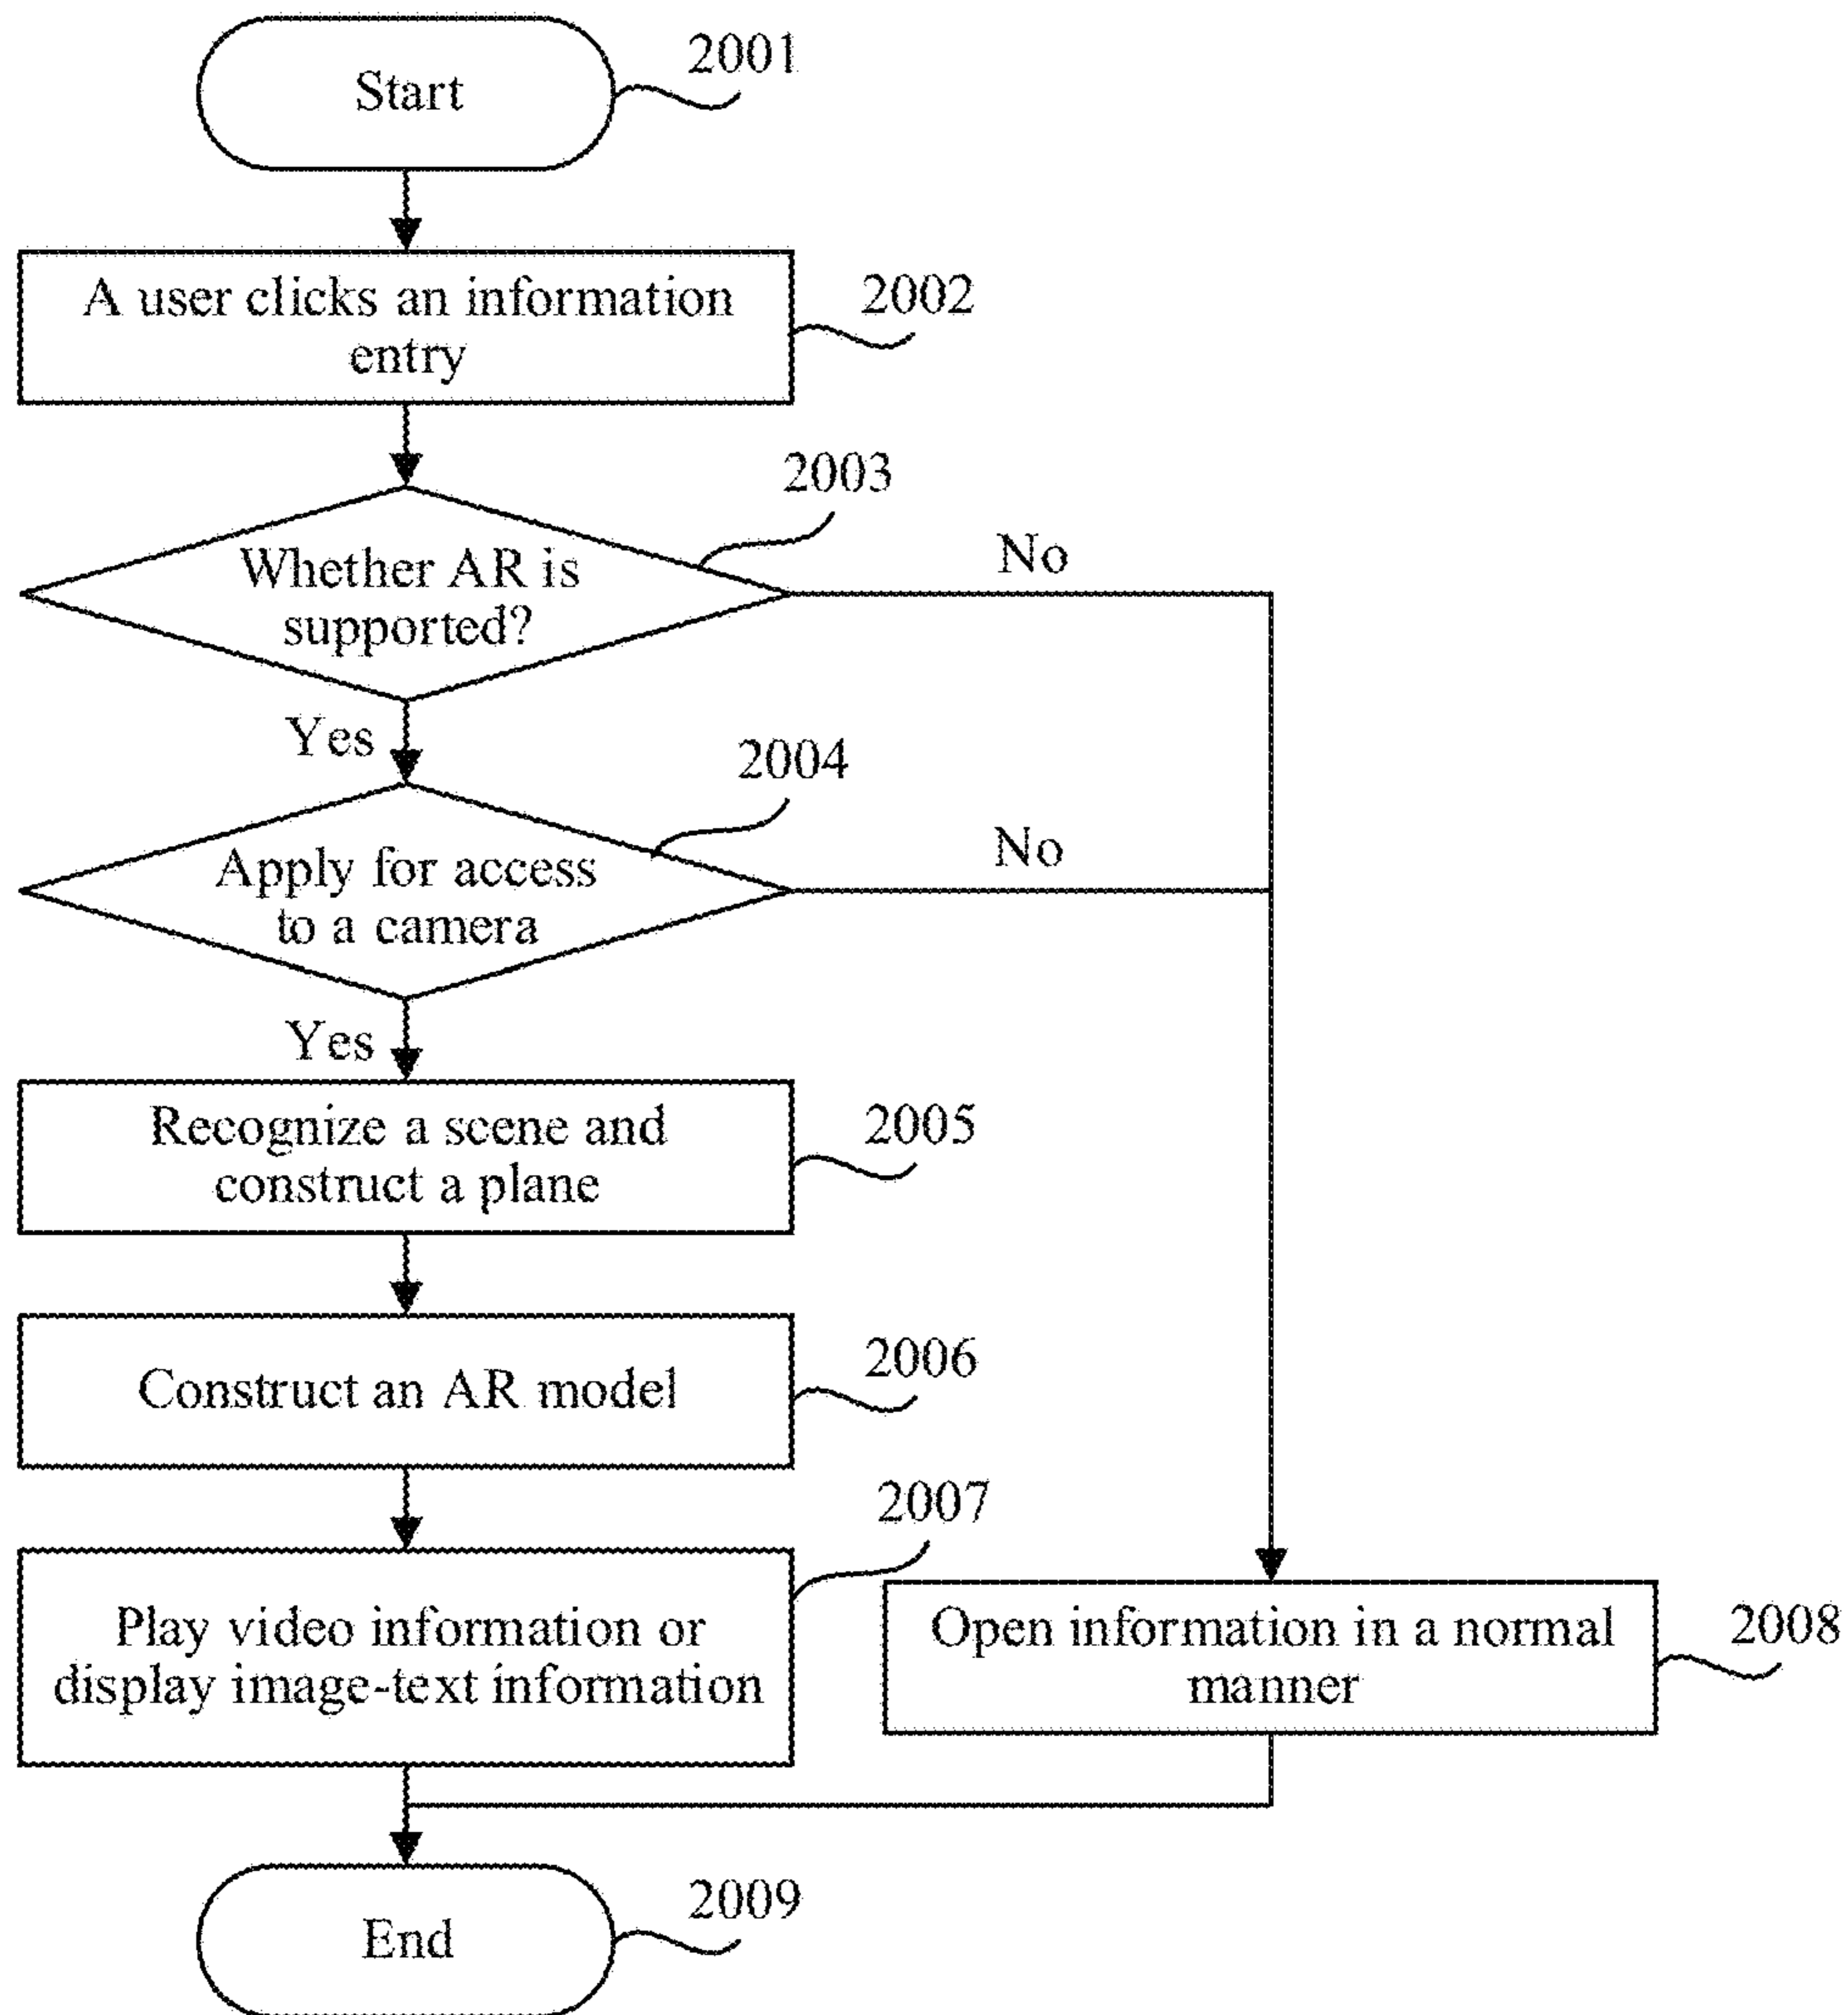 Start
2001
A user clicks an information
entry
2002
2003
Whether AR is
supported?
No
Yes
2004
Apply for access
to a camera
No
Yes
Recognize a scene and
construct a plane
2005
Construct an AR model
2006
2007
Play video information or
display image-text information
Open information in a normal
manner
2008
End
2009